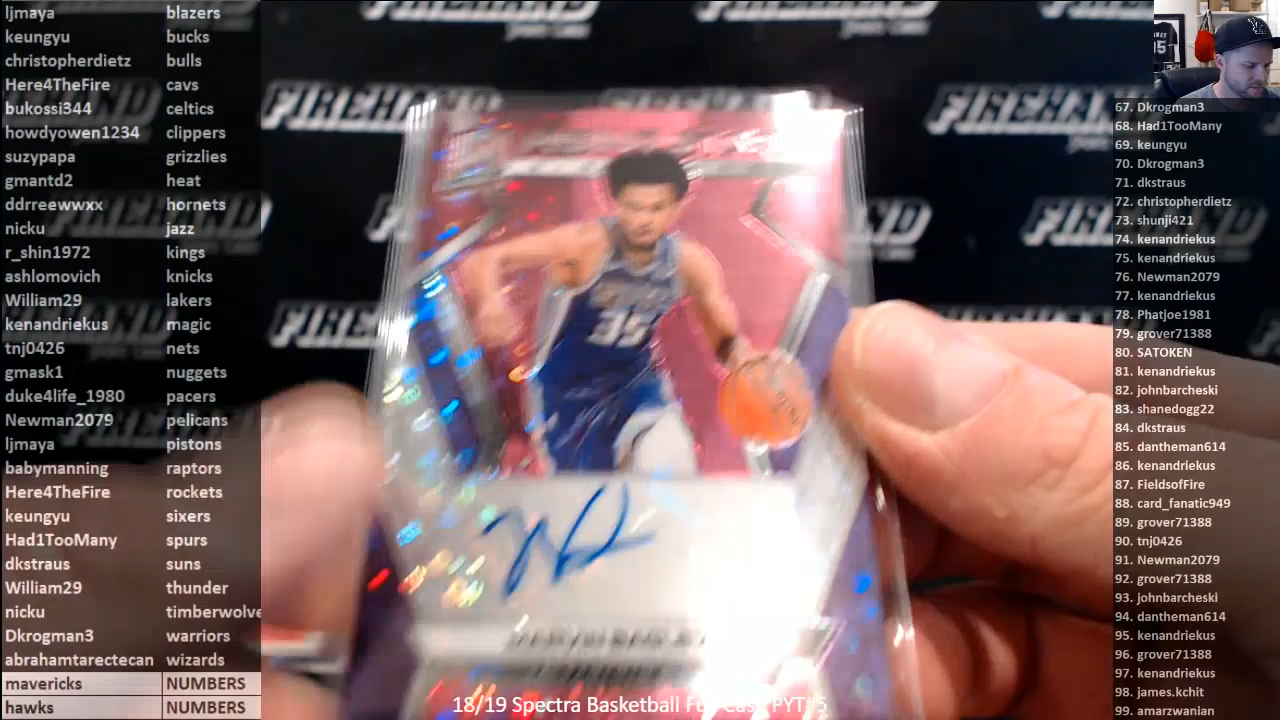 ljmaya blazers
keungyu bucks
christopherdietz bulls
Here4TheFire cavs
bukossi344 celtics
howdyowen1234 clippers
suzypapa grizzlies
gmantd2 heat
ddrreewwxx hornets
nicku jazz
r_shin1972 kings
ashlomovich knicks
William29 lakers
kenandriekus magic
tnj0426 nets
gmask1 nuggets
duke4life_1980 pacers
Newman2079 pelicans
ljmaya pistons
babymanning raptors
Here4TheFire rockets
keungyu sixers
Had1TooMany spurs
dkstraus suns
William29 thunder
nicku timberwolve
Dkrogman3 warriors
abrahamtarectecan wizards
mavericks NUMBERS
hawks NUMBERS
FIREHAND
35
18/19 Spectra Basketball Full Case PYT#5
67. Dkrogman3
68. Had1TooMany
69. keungyu
70. Dkrogman3
71. dkstraus
72. christopherdietz
73. shunji421
74. kenandriekus
75. kenandriekus
76. Newman2079
77. kenandriekus
78. Phatjoe1981
79. grover71388
80. SATOKEN
81. kenandriekus
82. johnbarcheski
83. shanedogg22
84. dkstraus
85. dantheman614
86. kenandriekus
87. FieldsofFire
88. card_fanatic949
89. grover71388
90. tnj0426
91. Newman2079
92. grover71388
93. johnbarcheski
94. dantheman614
95. kenandriekus
96. grover71388
97. kenandriekus
98. james.kchit
99. amarzwanian